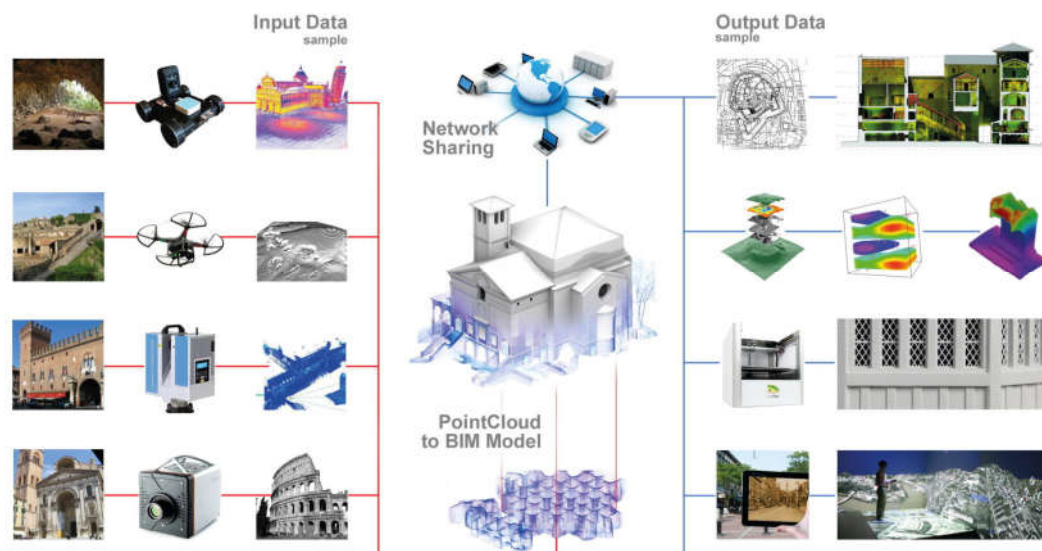 Input Data
sample
Output Data
sample
Network
Sharing
PointCloud
to BIM Model